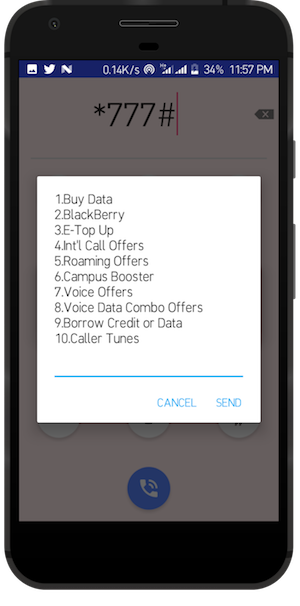 0.14K/s 34% 11:57 PM
*777#
1.Buy Data
2.BlackBerry
3.E-Top Up
4.Int'l Call Offers
5.Roaming Offers
6.Campus Booster
7.Voice Offers
8.Voice Data Combo Offers
9.Borrow Credit or Data
10.Caller Tunes
CANCEL SEND